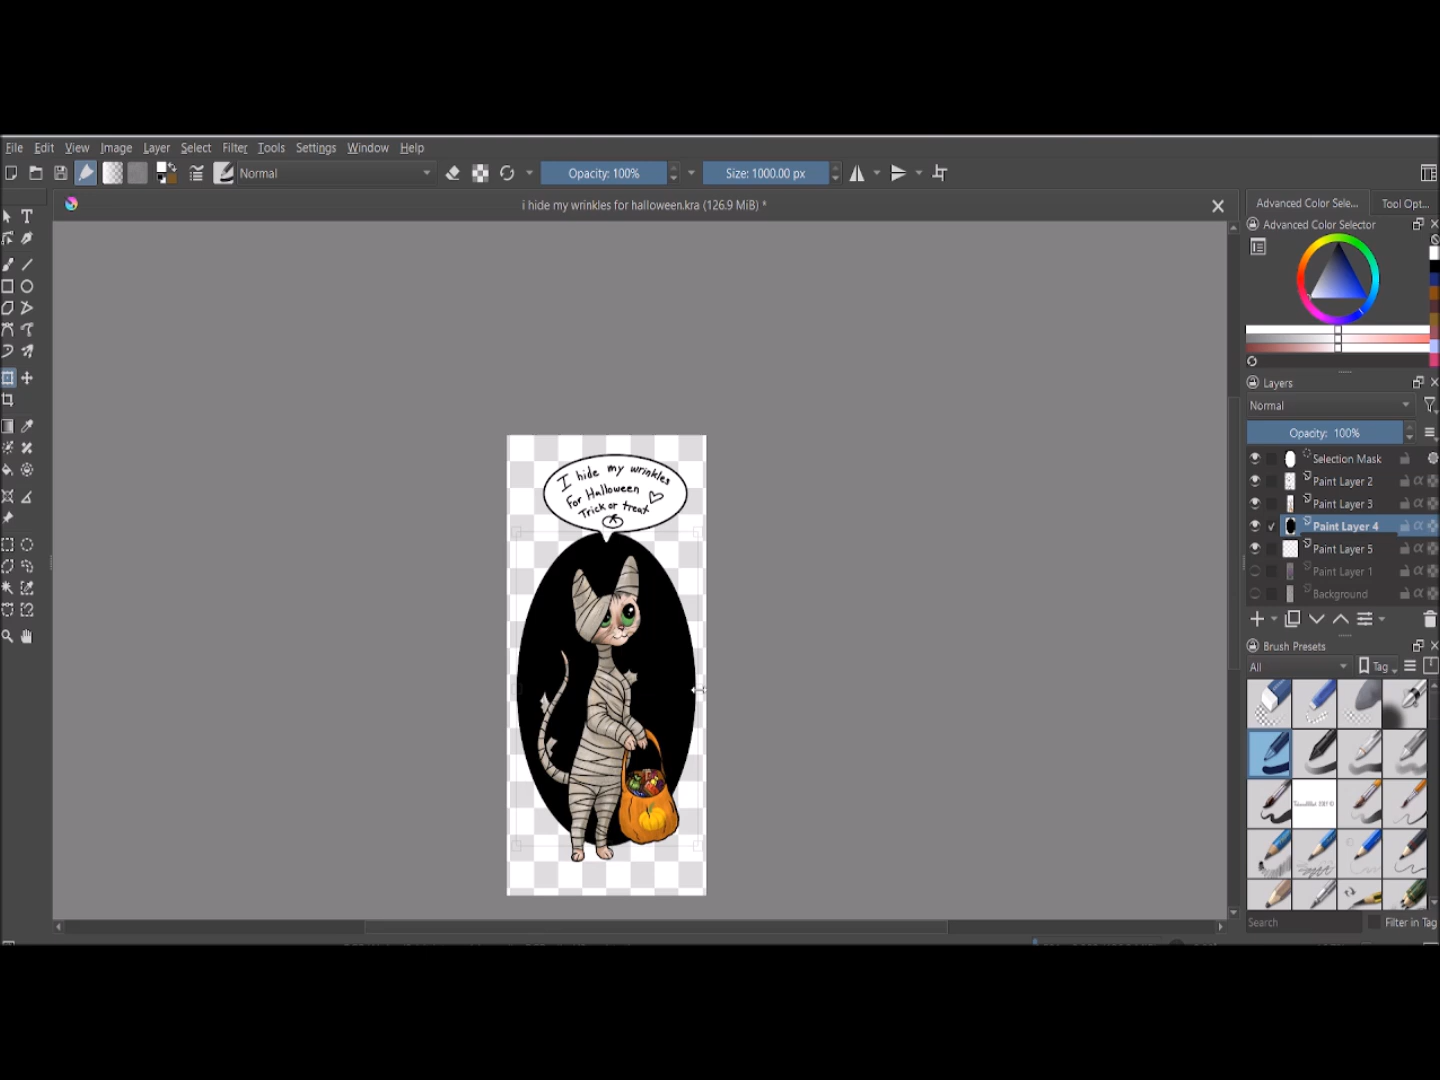 File Edit View Image Layer Select Filter Tools Settings Window Help
Normal
Opacity: 100%
Size: 1000.00 px
i hide my wrinkles for halloween.kra (126.9 MiB) *
Advanced Color Sele...
Tool Opt...
Advanced Color Selector
Layers
Normal
Opacity: 100%
Selection Mask
Paint Layer 2
Paint Layer 3
Paint Layer 4
Paint Layer 5
Paint Layer 1
Background
Brush Presets
All
Tag
Search
Filter in Tag
I hide my wrinkles
For Halloween
Trick or treat